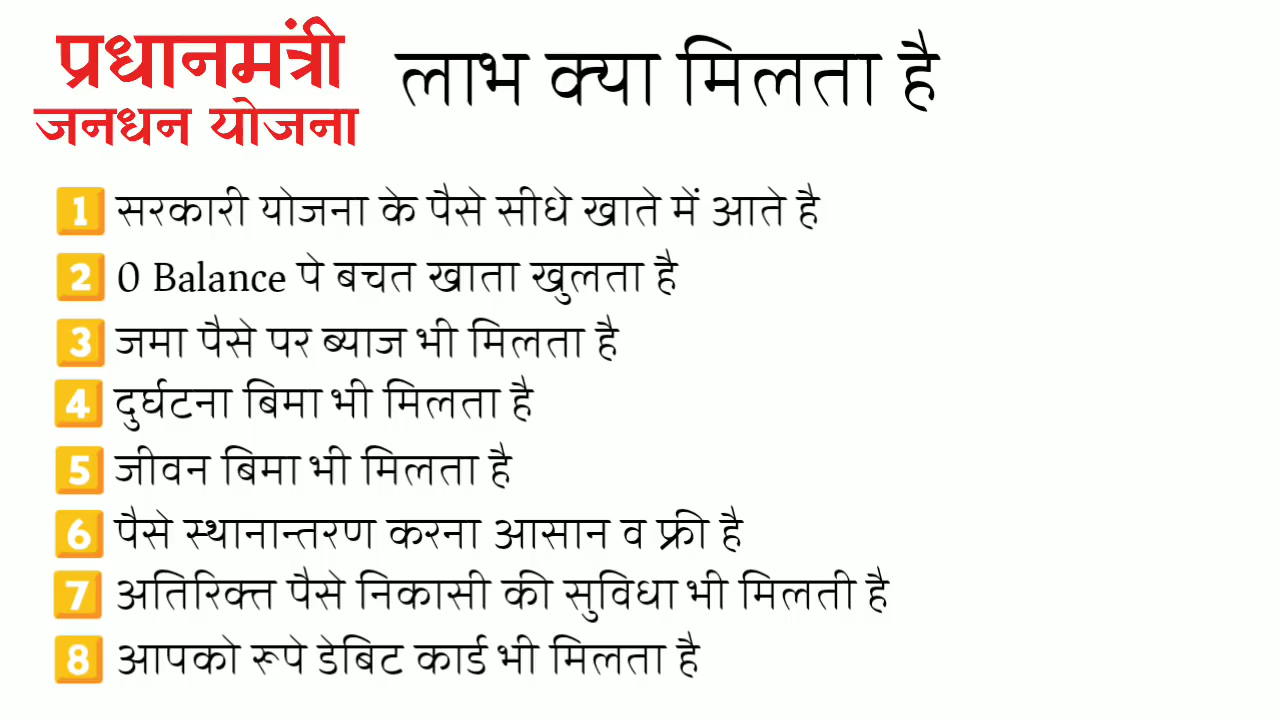 प्रधानमंत्री
जनधन योजना
लाभ क्या मिलता है
1 सरकारी योजना के पैसे सीधे खाते में आते है
2 0 Balance पे बचत खाता खुलता है
3 जमा पैसे पर ब्याज भी मिलता है
4 दुर्घटना बिमा भी मिलता है
5 जीवन बिमा भी मिलता है
6 पैसे स्थानान्तरण करना आसान व फ्री है
7 अतिरिक्त पैसे निकासी की सुविधा भी मिलती है
8 आपको रूपे डेबिट कार्ड भी मिलता है